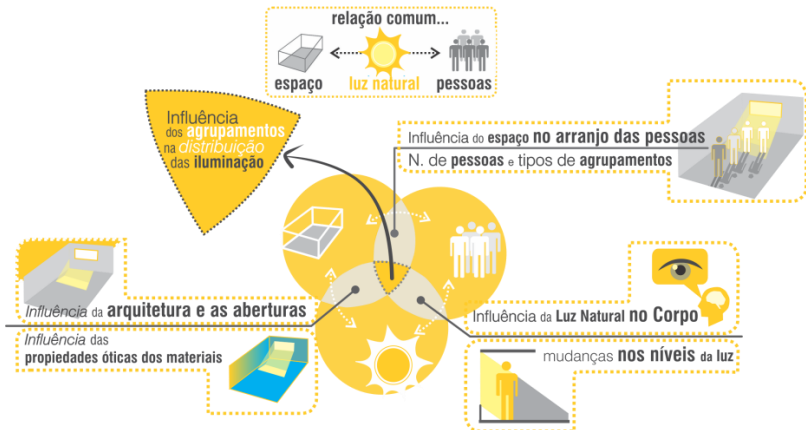 relação comum...
espaço
luz natural
pessoas
Influência
dos agrupamentos
na distribuição
das iluminação
Influência do espaço no arranjo das pessoas
N. de pessoas e tipos de agrupamentos
Influência da arquitetura e as aberturas
Influência das
propiedades óticas dos materiais
Influência da Luz Natural no Corpo
mudanças nos níveis da luz